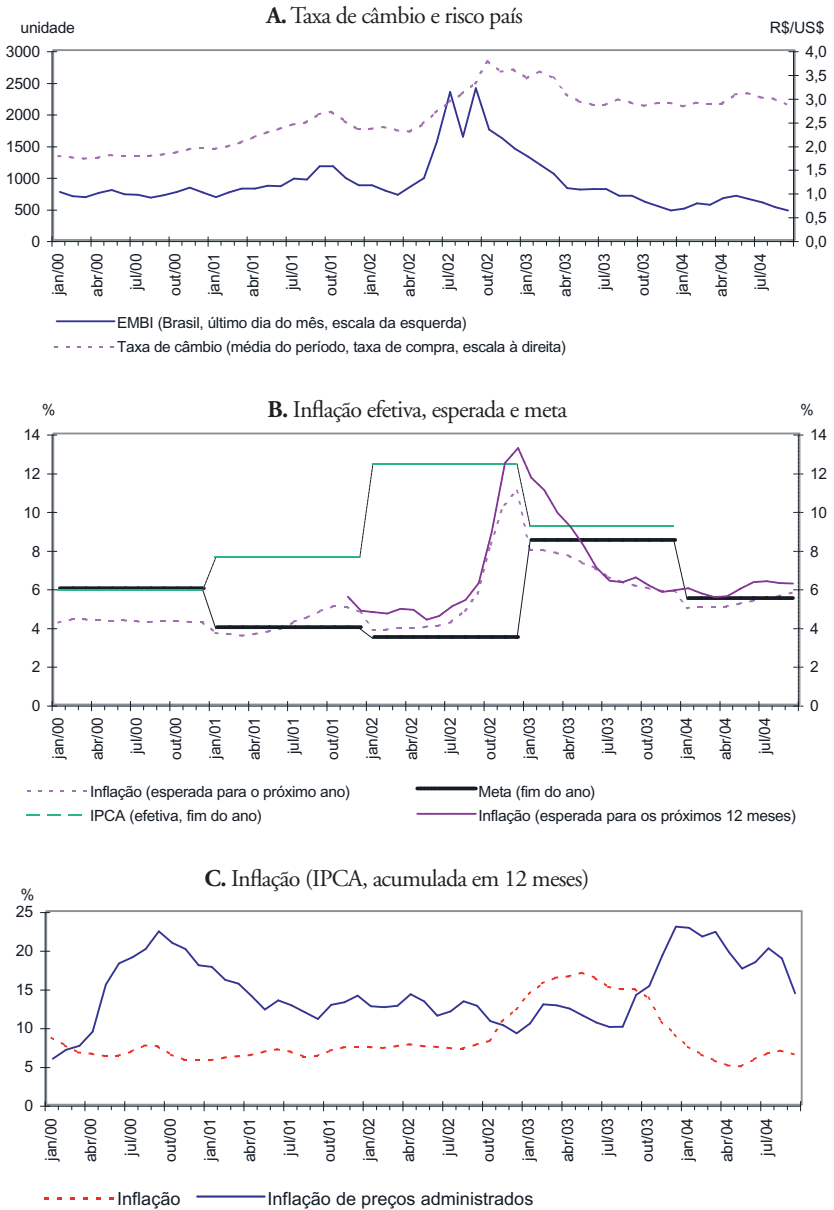 A. Taxa de câmbio e risco país
unidade
R$/US$
3000
2500
2000
1500
1000
500
0
4,0
3,5
3,0
2,5
2,0
1,5
1,0
0,5
0,0
jan/00
abr/00
jul/00
out/00
jan/01
abr/01
jul/01
out/01
jan/02
abr/02
jul/02
out/02
jan/03
abr/03
jul/03
out/03
jan/04
abr/04
jul/04
EMBI (Brasil, último dia do mês, escala da esquerda)
Taxa de câmbio (média do período, taxa de compra, escala à direita)
B. Inflação efetiva, esperada e meta
%
%
14
12
10
8
6
4
2
0
14
12
10
8
6
4
2
0
jan/00
abr/00
jul/00
out/00
jan/01
abr/01
jul/01
out/01
jan/02
abr/02
jul/02
out/02
jan/03
abr/03
jul/03
out/03
jan/04
abr/04
jul/04
Inflação (esperada para o próximo ano)
Meta (fim do ano)
IPCA (efetiva, fim do ano)
Inflação (esperada para os próximos 12 meses)
C. Inflação (IPCA, acumulada em 12 meses)
%
25
20
15
10
5
0
jan/00
abr/00
jul/00
out/00
jan/01
abr/01
jul/01
out/01
jan/02
abr/02
jul/02
out/02
jan/03
abr/03
jul/03
out/03
jan/04
abr/04
jul/04
Inflação
Inflação de preços administrados